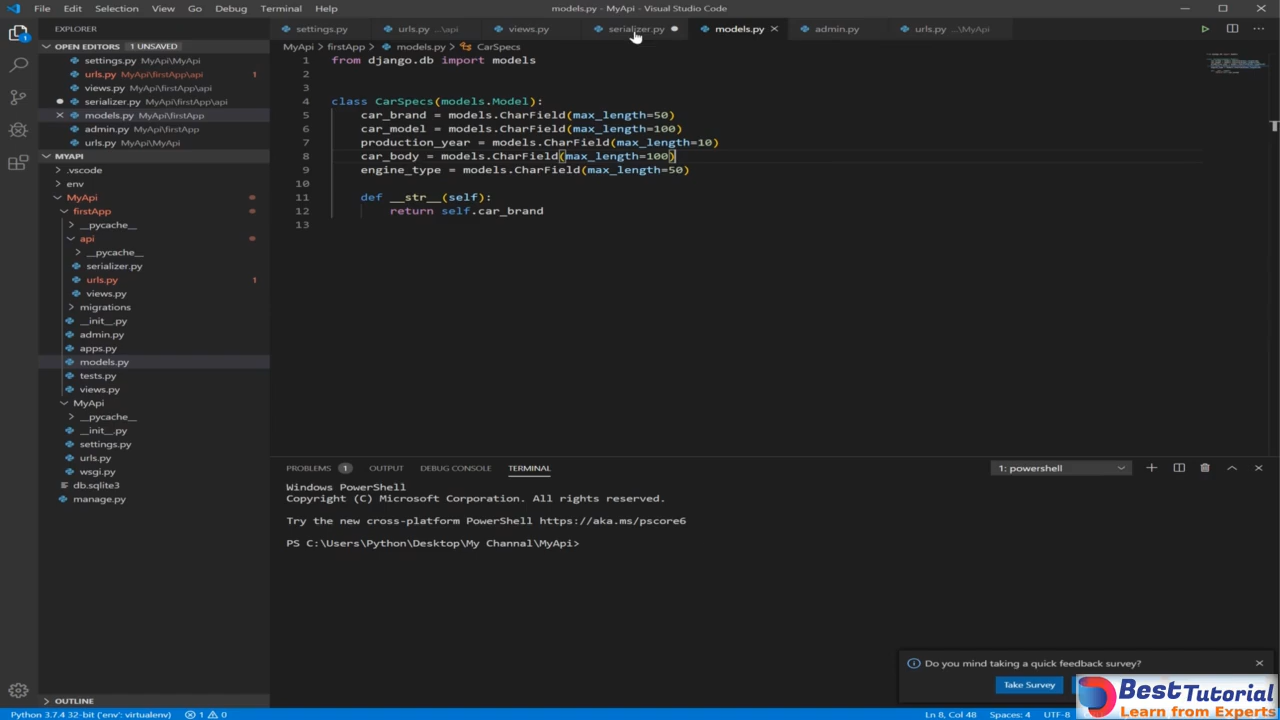 File Edit Selection View Go Debug Terminal Help
models.py - MyApi - Visual Studio Code
EXPLORER
OPEN EDITORS 1 UNSAVED
settings.py MyApi\MyApi
urls.py MyApi\firstApp\api 1
views.py MyApi\firstApp\api
serializer.py MyApi\firstApp\api
models.py MyApi\firstApp
admin.py MyApi\firstApp
urls.py MyApi\MyApi
MYAPI
.vscode
env
MyApi
firstApp
__pycache__
api
__pycache__
serializer.py
urls.py 1
views.py
migrations
__init__.py
admin.py
apps.py
models.py
tests.py
views.py
MyApi
__pycache__
__init__.py
settings.py
urls.py
wsgi.py
db.sqlite3
manage.py
OUTLINE
settings.py urls.py ...\api views.py serializer.py models.py admin.py urls.py ...\MyApi
MyApi > firstApp > models.py > CarSpecs
1 from django.db import models
2
3
4 class CarSpecs(models.Model):
5 car_brand = models.CharField(max_length=50)
6 car_model = models.CharField(max_length=100)
7 production_year = models.CharField(max_length=10)
8 car_body = models.CharField(max_length=100)
9 engine_type = models.CharField(max_length=50)
10
11 def __str__(self):
12 return self.car_brand
13
PROBLEMS 1 OUTPUT DEBUG CONSOLE TERMINAL 1: powershell
Windows PowerShell
Copyright (C) Microsoft Corporation. All rights reserved.
Try the new cross-platform PowerShell https://aka.ms/pscore6
PS C:\Users\Python\Desktop\My Channal\MyApi>
Do you mind taking a quick feedback survey?
Take Survey
BestTutorial
Learn from Experts
Python 3.7.4 32-bit ('env': virtualenv) 1 0 Ln 8, Col 48 Spaces: 4 UTF-8